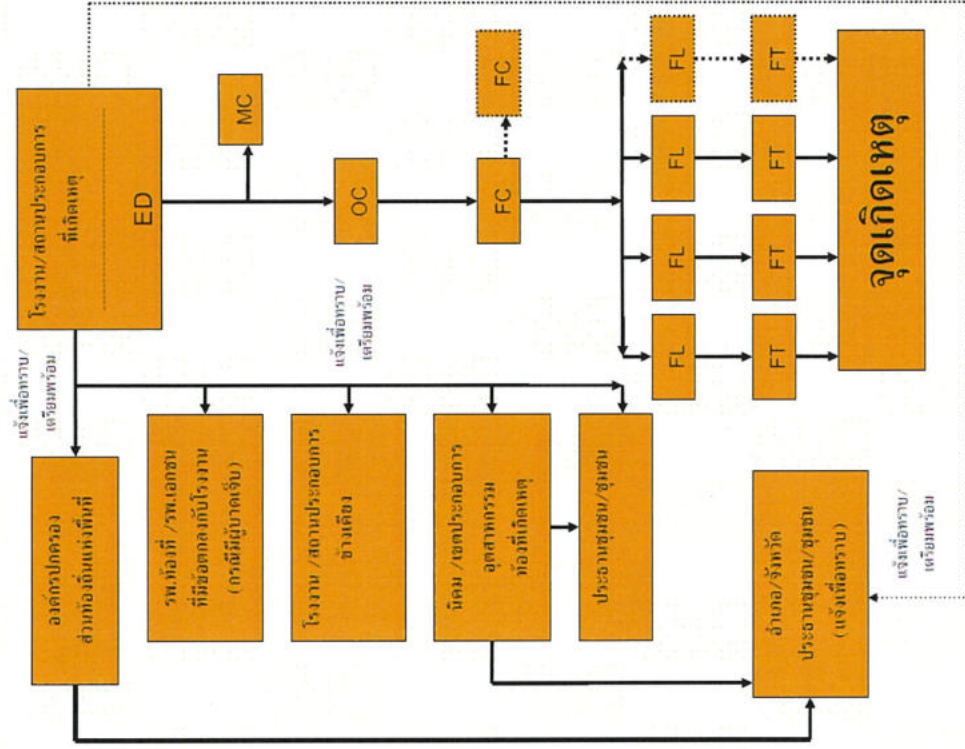 โรงงาน/สถานประกอบการ
ที่เกิดเหตุ
ED
MC
OC
FC
FC
FL
FL
FL
FL
FT
FT
FT
FT
จุดเกิดเหตุ
แจ้งเพื่อทราบ/
เตรียมพร้อม
แจ้งเพื่อทราบ/
เตรียมพร้อม
องค์กรปกครอง
ส่วนท้องถิ่นแห่งพื้นที่
รพ.ท้องที่ /รพ.เอกชน
ที่มีข้อตกลงกับโรงงาน
(กรณีมีผู้บาดเจ็บ)
โรงงาน /สถานประกอบการ
ข้างเคียง
นิคม /เขตประกอบการ
อุตสาหกรรม
ท้องที่เกิดเหตุ
ประธานชุมชน/ชุมชน
อำเภอ/จังหวัด
ประธานชุมชน/ชุมชน
(แจ้งเพื่อทราบ)
แจ้งเพื่อทราบ/
เตรียมพร้อม